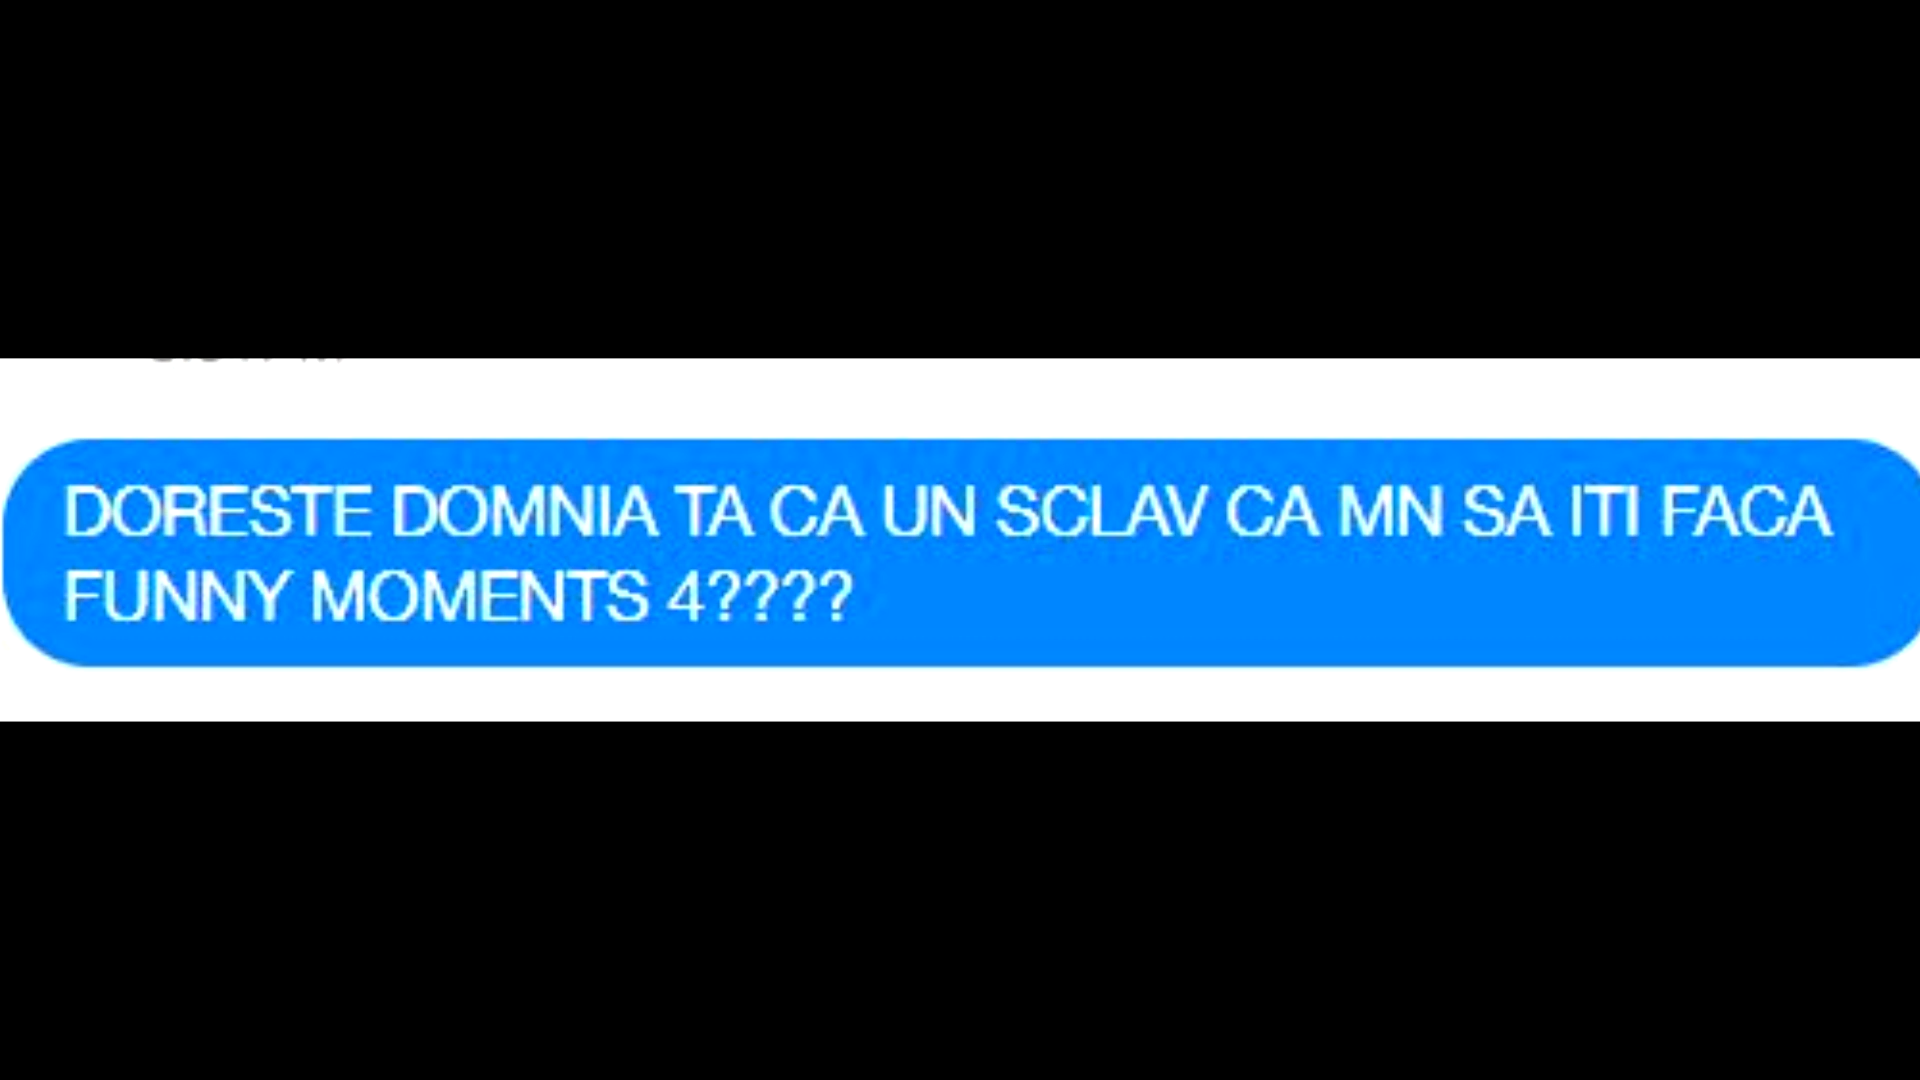 DORESTE DOMNIA TA CA UN SCLAV CA MN SA ITI FACA
FUNNY MOMENTS 4????